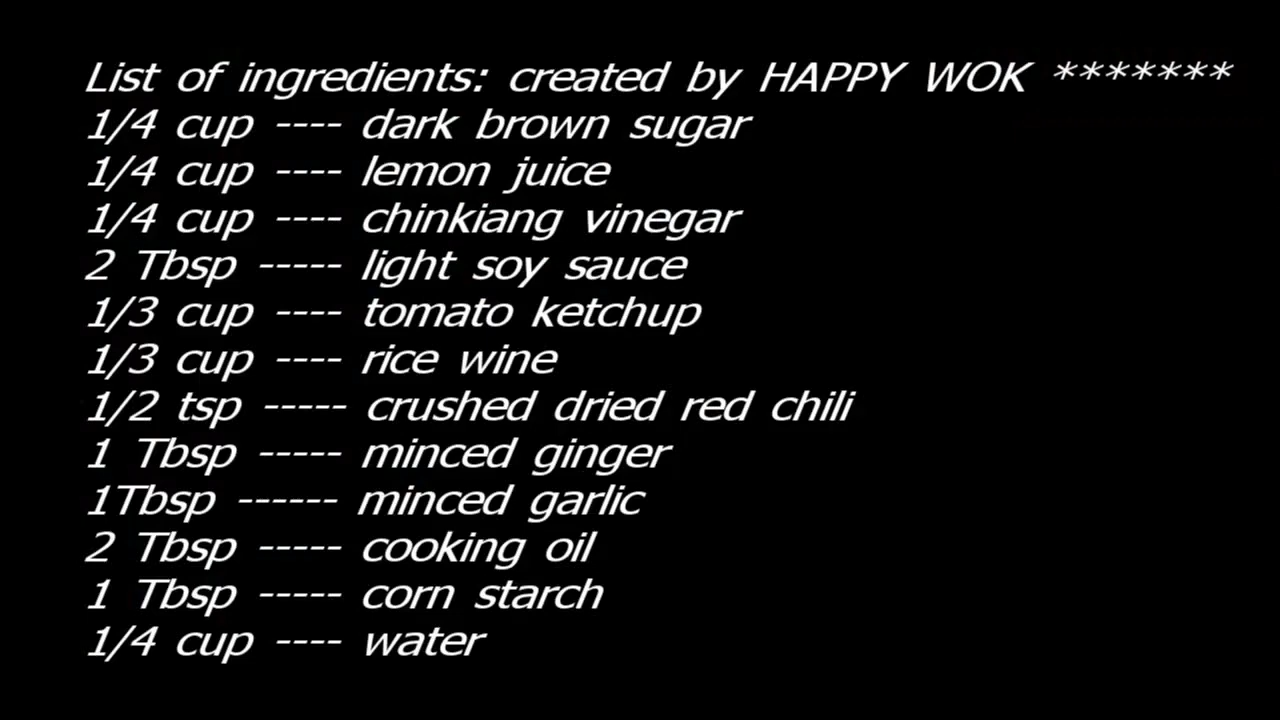 List of ingredients: created by HAPPY WOK *******
1/4 cup ---- dark brown sugar
1/4 cup ---- lemon juice
1/4 cup ---- chinkiang vinegar
2 Tbsp ----- light soy sauce
1/3 cup ---- tomato ketchup
1/3 cup ---- rice wine
1/2 tsp ----- crushed dried red chili
1 Tbsp ----- minced ginger
1Tbsp ------ minced garlic
2 Tbsp ----- cooking oil
1 Tbsp ----- corn starch
1/4 cup ---- water